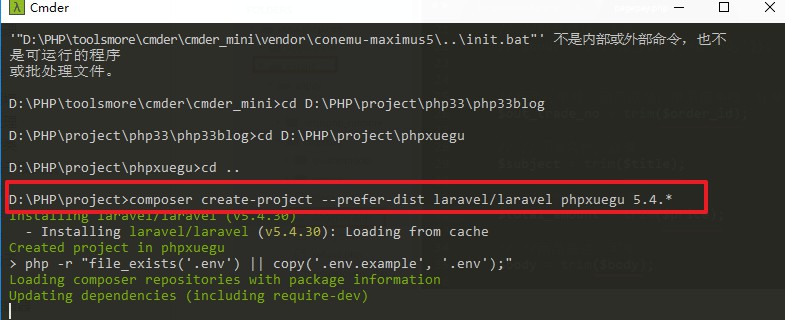 Cmder
'"D:\PHP\toolsmore\cmder\cmder_mini\vendor\conemu-maximus5\..\init.bat"' 不是内部或外部命令，也不
是可运行的程序
或批处理文件。
D:\PHP\toolsmore\cmder\cmder_mini>cd D:\PHP\project\php33\php33blog
D:\PHP\project\php33\php33blog>cd D:\PHP\project\phpxuegu
D:\PHP\project\phpxuegu>cd ..
D:\PHP\project>composer create-project --prefer-dist laravel/laravel phpxuegu 5.4.*
Installing laravel/laravel (v5.4.30)
- Installing laravel/laravel (v5.4.30): Loading from cache
Created project in phpxuegu
> php -r "file_exists('.env') || copy('.env.example', '.env');"
Loading composer repositories with package information
Updating dependencies (including require-dev)